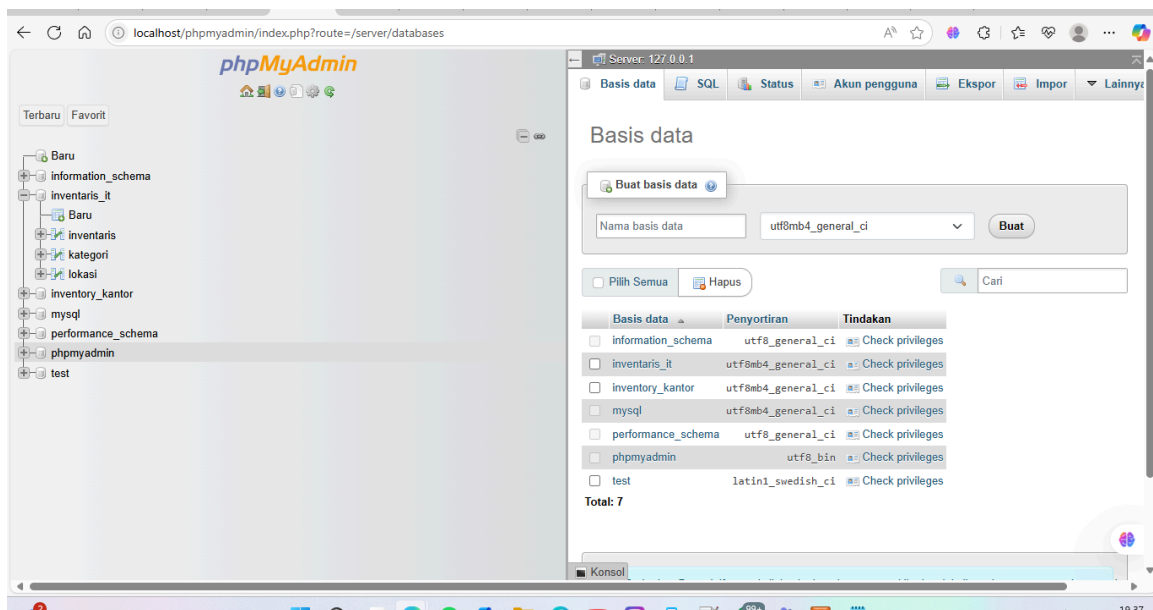 localhost/phpmyadmin/index.php?route=/server/databases
phpMyAdmin
Terbaru Favorit
Baru
information_schema
inventaris_it
Baru
inventaris
kategori
lokasi
inventory_kantor
mysql
performance_schema
phpmyadmin
test
Server: 127.0.0.1
Basis data SQL Status Akun pengguna Ekspor Impor Lainnya
Basis data
Buat basis data
Nama basis data utf8mb4_general_ci Buat
Pilih Semua Hapus Cari
Basis data Penyortiran Tindakan
information_schema utf8_general_ci Check privileges
inventaris_it utf8mb4_general_ci Check privileges
inventory_kantor utf8mb4_general_ci Check privileges
mysql utf8mb4_general_ci Check privileges
performance_schema utf8_general_ci Check privileges
phpmyadmin utf8_bin Check privileges
test latin1_swedish_ci Check privileges
Total: 7
Konsol
2
99+
19.37